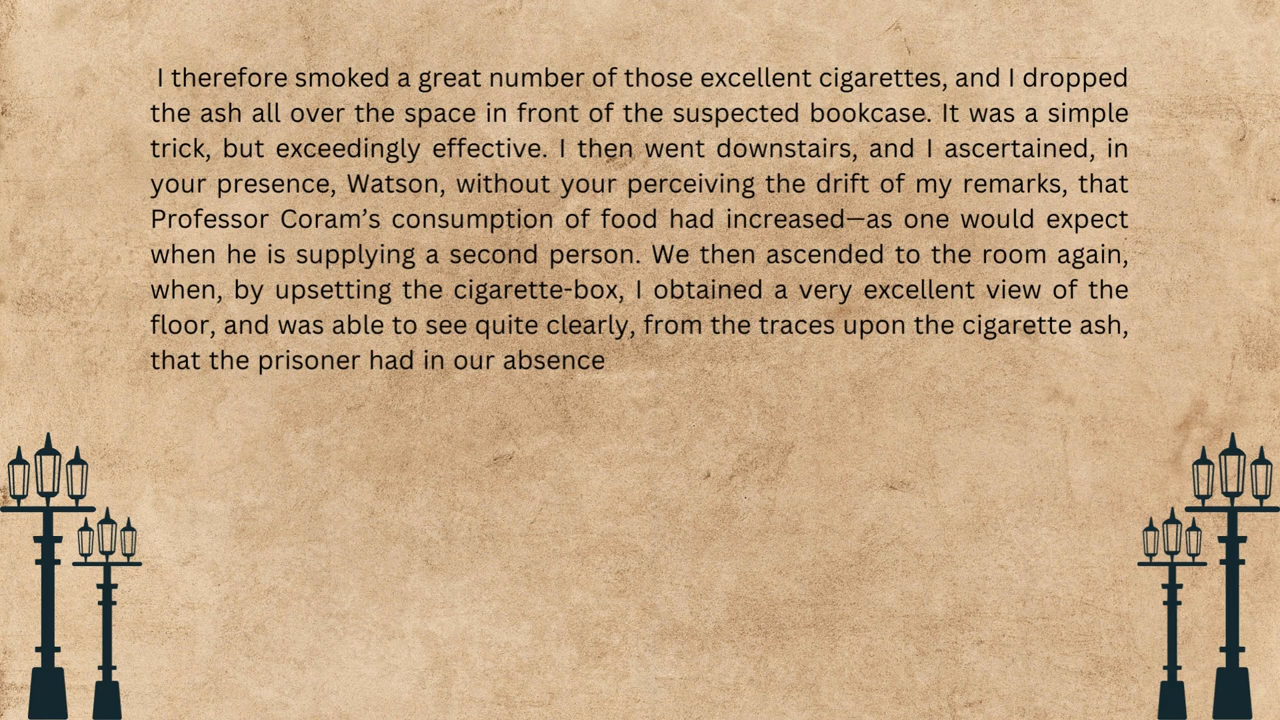 I therefore smoked a great number of those excellent cigarettes, and I dropped
the ash all over the space in front of the suspected bookcase. It was a simple
trick, but exceedingly effective. I then went downstairs, and I ascertained, in
your presence, Watson, without your perceiving the drift of my remarks, that
Professor Coram’s consumption of food had increased—as one would expect
when he is supplying a second person. We then ascended to the room again,
when, by upsetting the cigarette-box, I obtained a very excellent view of the
floor, and was able to see quite clearly, from the traces upon the cigarette ash,
that the prisoner had in our absence